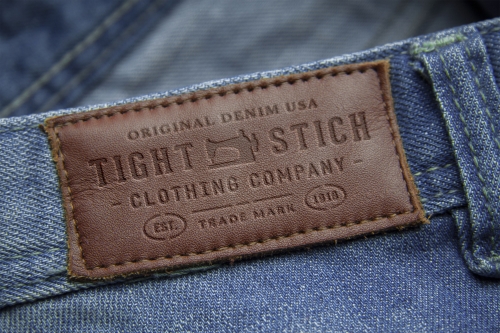 ORIGINAL DENIM USA
TIGHT STICH
- CLOTHING COMPANY -
EST. TRADE MARK 1910